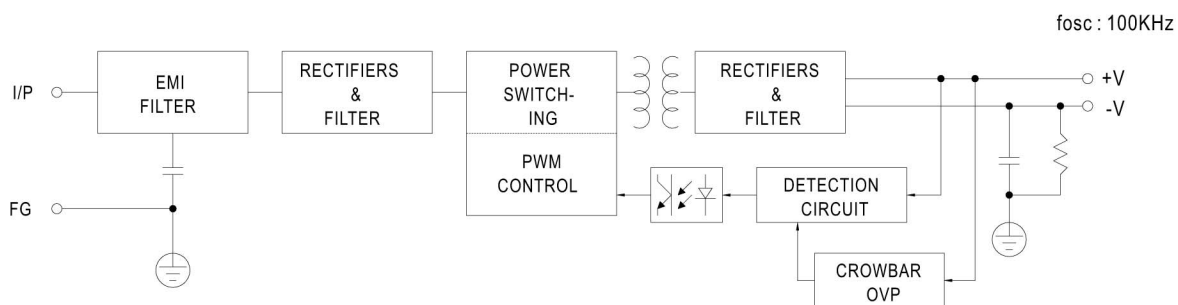 fosc : 100KHz
I/P
EMI
FILTER
RECTIFIERS
&
FILTER
POWER
SWITCH-
ING
PWM
CONTROL
RECTIFIERS
&
FILTER
+V
-V
FG
DETECTION
CIRCUIT
CROWBAR
OVP